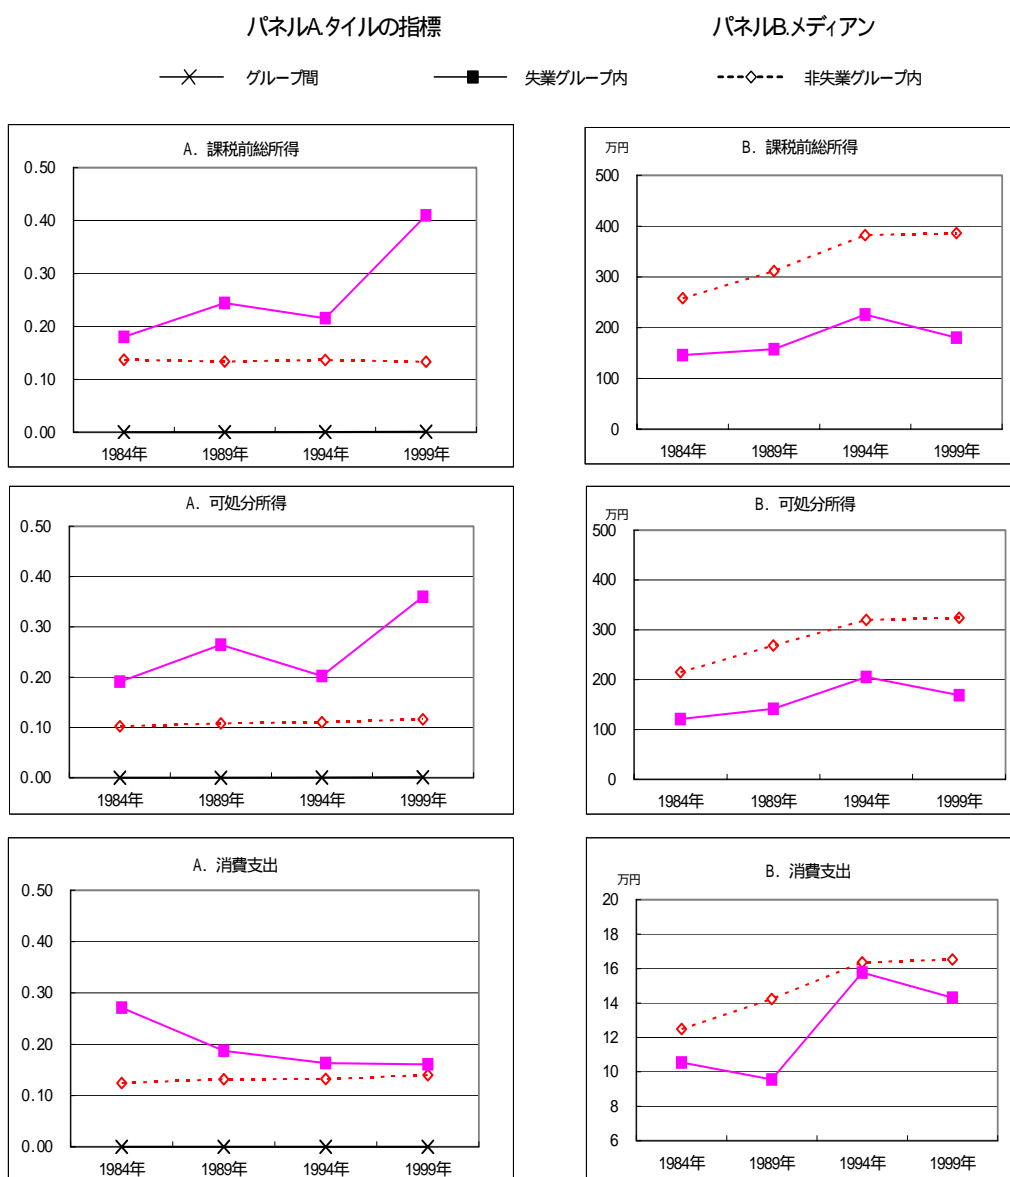 パネルA.タイルの指標
パネルB.メディアン
グループ間
失業グループ内
非失業グループ内
A. 課税前総所得
0.50
0.40
0.30
0.20
0.10
0.00
1984年 1989年 1994年 1999年
万円
B. 課税前総所得
500
400
300
200
100
0
1984年 1989年 1994年 1999年
A. 可処分所得
0.50
0.40
0.30
0.20
0.10
0.00
1984年 1989年 1994年 1999年
万円
B. 可処分所得
500
400
300
200
100
0
1984年 1989年 1994年 1999年
A. 消費支出
0.50
0.40
0.30
0.20
0.10
0.00
1984年 1989年 1994年 1999年
万円
B. 消費支出
20
18
16
14
12
10
8
6
1984年 1989年 1994年 1999年